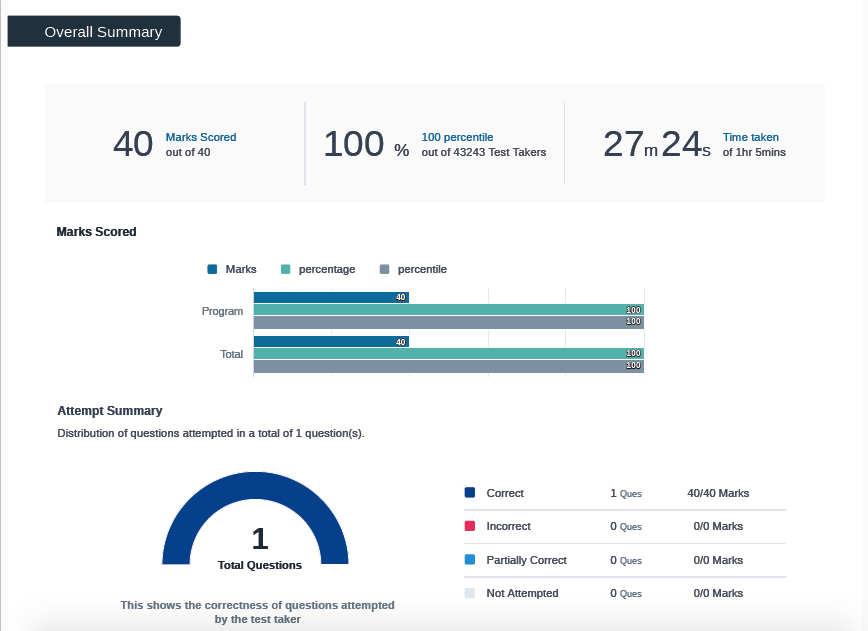 Overall Summary
40 Marks Scored
out of 40
100 % 100 percentile
out of 43243 Test Takers
27m24s Time taken
of 1hr 5mins
Marks Scored
Marks percentage percentile
Program 40
100
100
Total 40
100
100
Attempt Summary
Distribution of questions attempted in a total of 1 question(s).
1
Total Questions
This shows the correctness of questions attempted
by the test taker
Correct 1 Ques 40/40 Marks
Incorrect 0 Ques 0/0 Marks
Partially Correct 0 Ques 0/0 Marks
Not Attempted 0 Ques 0/0 Marks